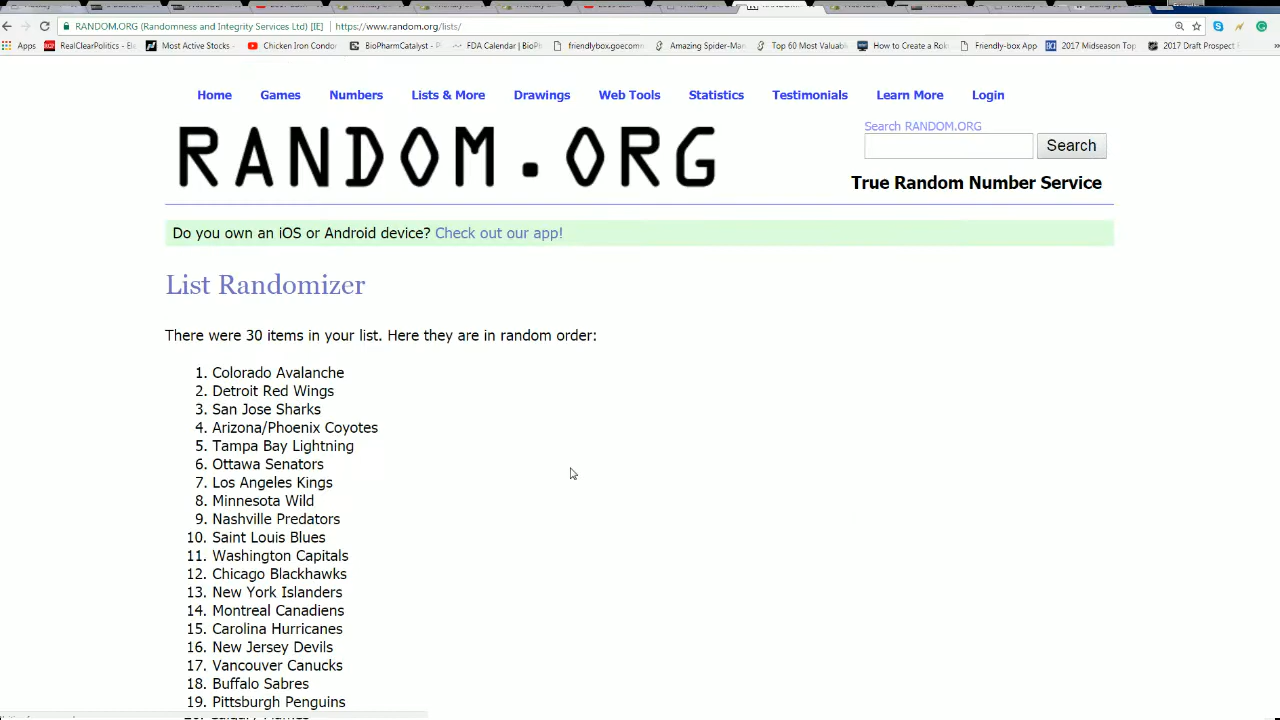 RANDOM.ORG (Randomness and Integrity Services Ltd) [IE] https://www.random.org/lists/
Apps RealClearPolitics - Ele Most Active Stocks - Chicken Iron Condor BioPharmCatalyst - P FDA Calendar | BioPh friendlybox.gocomm Amazing Sider-Man Top 60 Most Valuabl How to Create a Rol Friendly-box App 2017 Midseason Top 2017 Draft Prospect
Home Games Numbers Lists & More Drawings Web Tools Statistics Testimonials Learn More Login
RANDOM.ORG
Search RANDOM.ORG
Search
True Random Number Service
Do you own an iOS or Android device? Check out our app!
List Randomizer
There were 30 items in your list. Here they are in random order:
1. Colorado Avalanche
2. Detroit Red Wings
3. San Jose Sharks
4. Arizona/Phoenix Coyotes
5. Tampa Bay Lightning
6. Ottawa Senators
7. Los Angeles Kings
8. Minnesota Wild
9. Nashville Predators
10. Saint Louis Blues
11. Washington Capitals
12. Chicago Blackhawks
13. New York Islanders
14. Montreal Canadiens
15. Carolina Hurricanes
16. New Jersey Devils
17. Vancouver Canucks
18. Buffalo Sabres
19. Pittsburgh Penguins